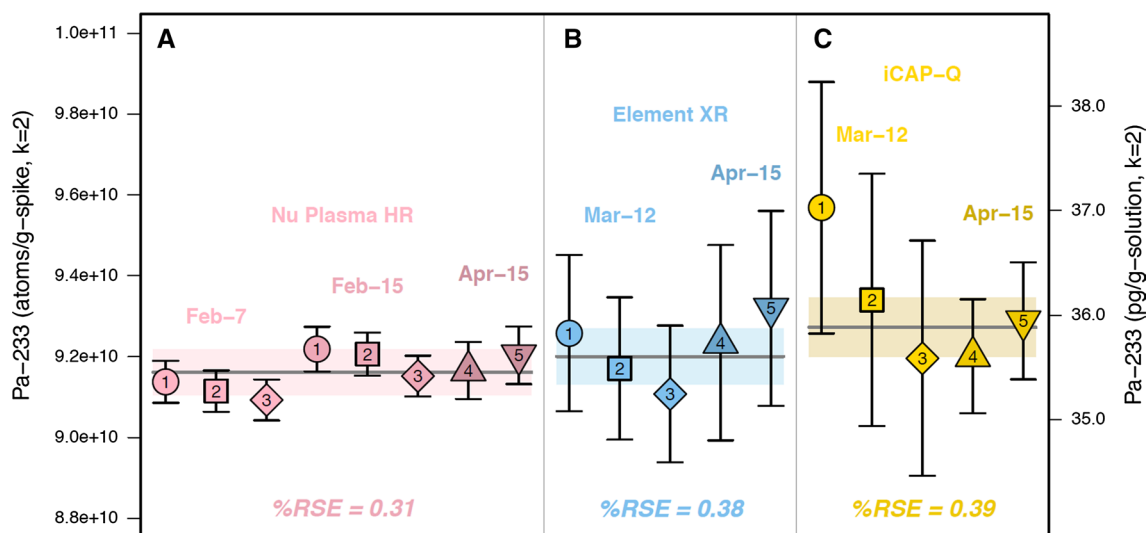 Pa−233 (atoms/g−spike, k=2)
1.0e+11
9.8e+10
9.6e+10
9.4e+10
9.2e+10
9.0e+10
8.8e+10
A
Nu Plasma HR
Feb−7
Feb−15
Apr−15
1
2
3
1
2
3
4
5
%RSE = 0.31
B
Element XR
Mar−12
Apr−15
1
2
3
4
5
%RSE = 0.38
C
iCAP−Q
Mar−12
Apr−15
1
2
3
4
5
%RSE = 0.39
38.0
37.0
36.0
35.0
Pa−233 (pg/g−solution, k=2)